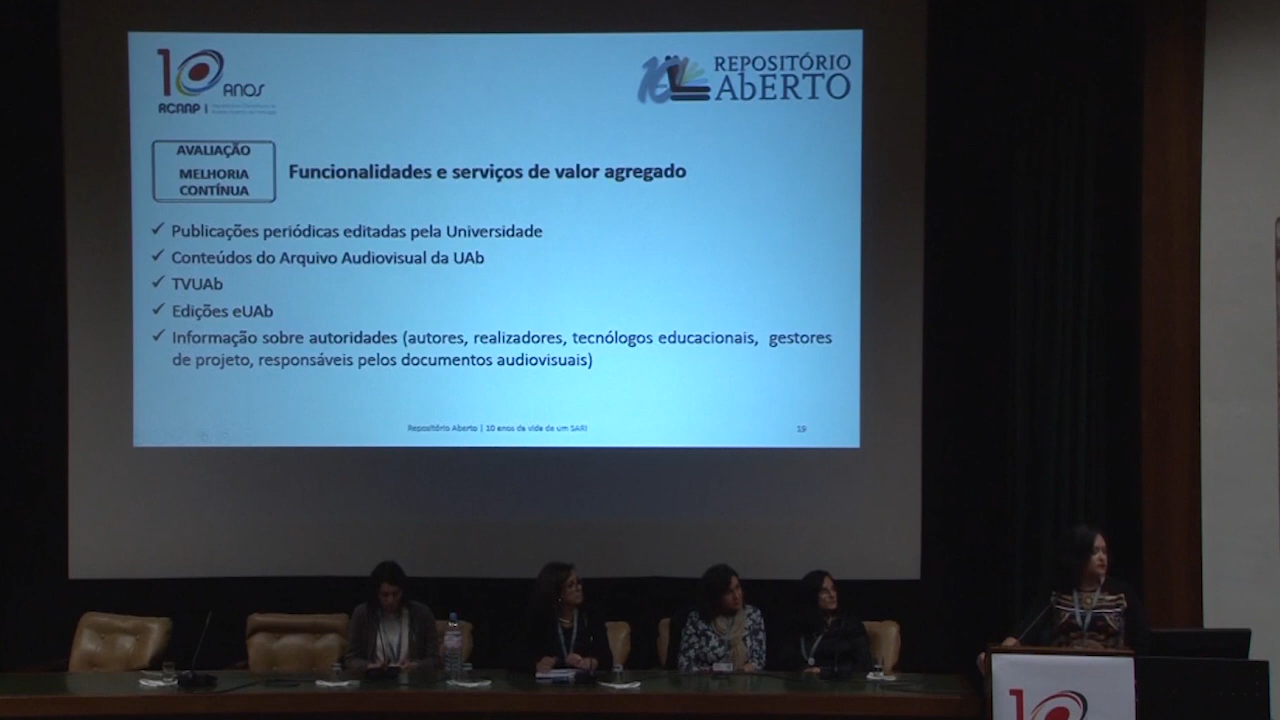 10 ANOS
RCAAP
REPOSITÓRIO
AbERTO
AVALIAÇÃO
MELHORIA
CONTÍNUA
Funcionalidades e serviços de valor agregado
✓ Publicações periódicas editadas pela Universidade
✓ Conteúdos do Arquivo Audiovisual da UAb
✓ TVUAb
✓ Edições eUAb
✓ Informação sobre autoridades (autores, realizadores, tecnólogos educacionais, gestores
de projeto, responsáveis pelos documentos audiovisuais)
Repositório Aberto | 10 anos de vida de um SARI
19
10